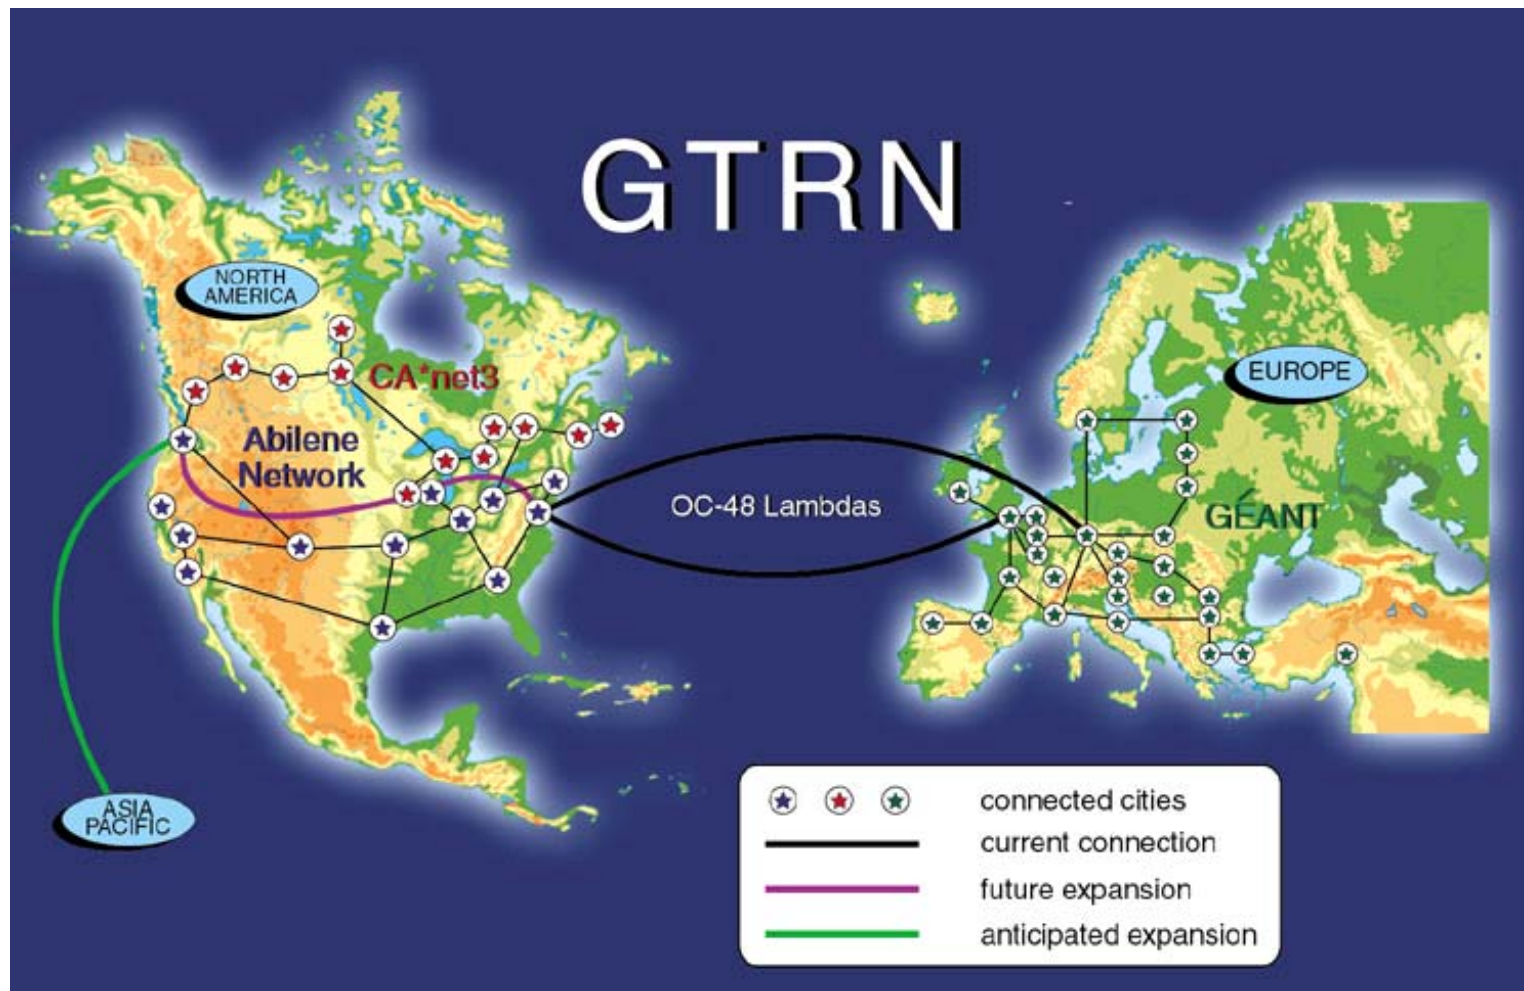 GTRN
NORTH
AMERICA
CA*net3
Abilene
Network
OC-48 Lambdas
EUROPE
GÉANT
ASIA
PACIFIC
connected cities
current connection
future expansion
anticipated expansion